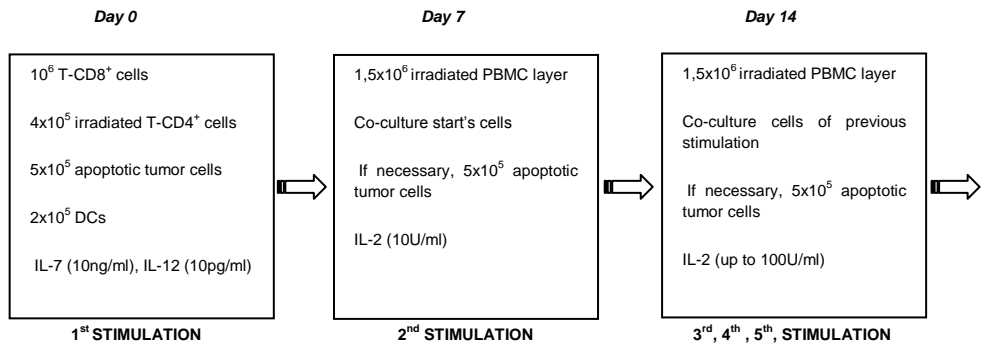 Day 0
Day 7
Day 14
10⁶ T-CD8⁺ cells
4x10⁵ irradiated T-CD4⁺ cells
5x10⁵ apoptotic tumor cells
2x10⁵ DCs
IL-7 (10ng/ml), IL-12 (10pg/ml)
1st STIMULATION
1,5x10⁶ irradiated PBMC layer
Co-culture start's cells
If necessary, 5x10⁵ apoptotic
tumor cells
IL-2 (10U/ml)
2nd STIMULATION
1,5x10⁶ irradiated PBMC layer
Co-culture cells of previous
stimulation
If necessary, 5x10⁵ apoptotic
tumor cells
IL-2 (up to 100U/ml)
3rd, 4th , 5th, STIMULATION